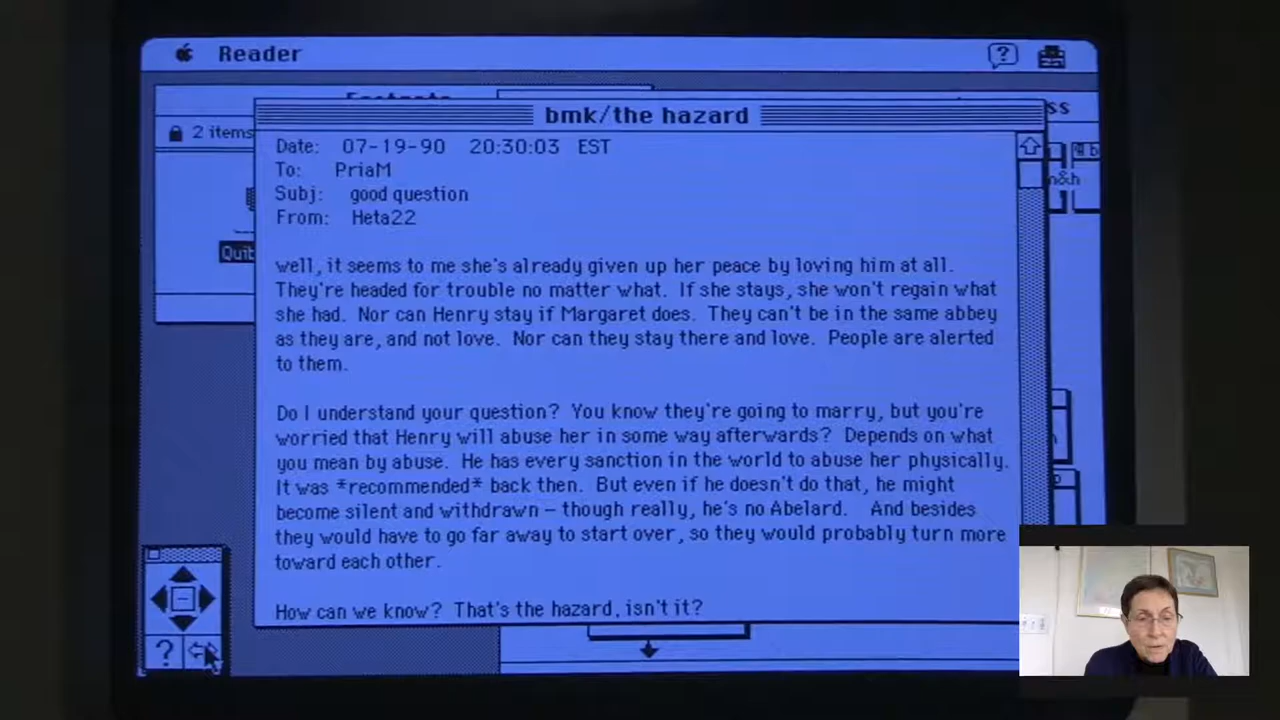 Reader
ss
bmk/the hazard
2 items
Date: 07-19-90 20:30:03 EST
To: PriaM
Subj: good question
From: Heta22
Quit
well, it seems to me she's already given up her peace by loving him at all.
They're headed for trouble no matter what. If she stays, she won't regain what
she had. Nor can Henry stay if Margaret does. They can't be in the same abbey
as they are, and not love. Nor can they stay there and love. People are alerted
to them.
Do I understand your question? You know they're going to marry, but you're
worried that Henry will abuse her in some way afterwards? Depends on what
you mean by abuse. He has every sanction in the world to abuse her physically.
It was *recommended* back then. But even if he doesn't do that, he might
become silent and withdrawn – though really, he's no Abelard. And besides
they would have to go far away to start over, so they would probably turn more
toward each other.
How can we know? That's the hazard, isn't it?
?